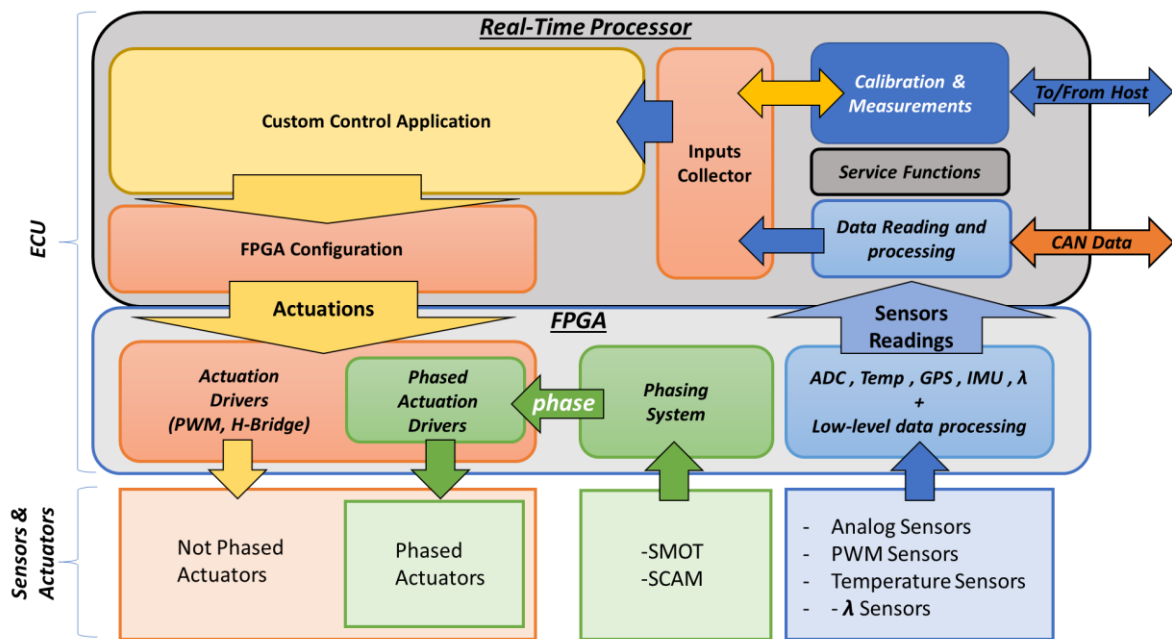 Real-Time Processor
Custom Control Application
Inputs
Collector
Calibration &
Measurements
To/From Host
Service Functions
Data Reading and
processing
CAN Data
FPGA Configuration
ECU
Actuations
FPGA
Sensors
Readings
Actuation
Drivers
(PWM, H-Bridge)
Phased
Actuation
Drivers
phase
Phasing
System
ADC , Temp , GPS , IMU , λ
+
Low-level data processing
Sensors &
Actuators
Not Phased
Actuators
Phased
Actuators
-SMOT
-SCAM
- Analog Sensors
- PWM Sensors
- Temperature Sensors
- - λ Sensors